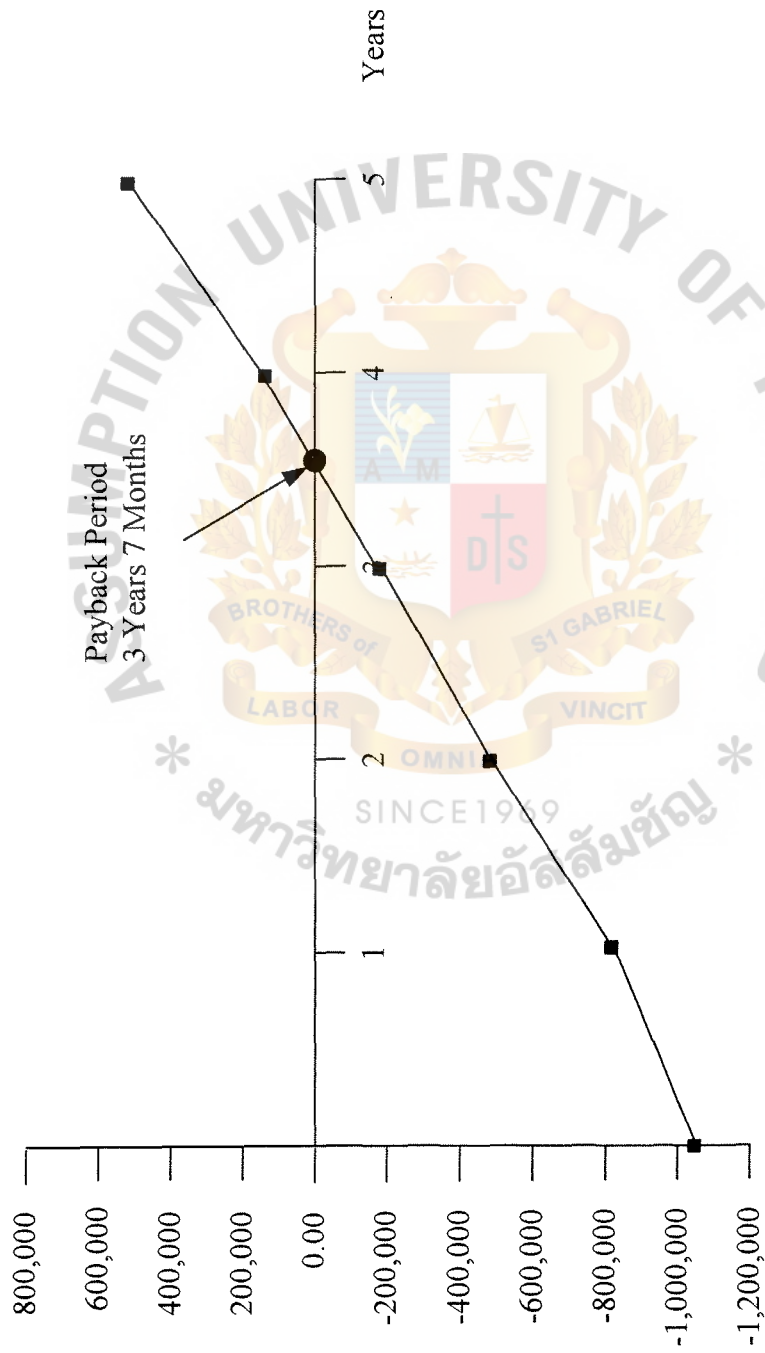 800,000
600,000
400,000
200,000
0.00
-200,000
-400,000
-600,000
-800,000
-1,000,000
-1,200,000
Payback Period
3 Years 7 Months
1
2
3
4
5
Years
ASSUMPTION UNIVERSITY OF
A M
D S
BROTHERS of
S1 GABRIEL
LABOR
OMNIA
VINCIT
SINCE1969
* มหาวิทยาลัยอัสสัมชัญ *